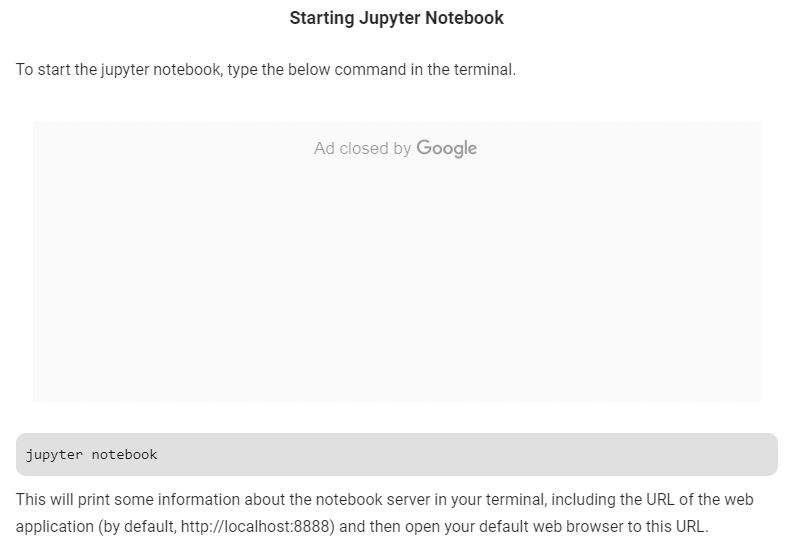 Starting Jupyter Notebook
To start the jupyter notebook, type the below command in the terminal.
Ad closed by Google
jupyter notebook
This will print some information about the notebook server in your terminal, including the URL of the web
application (by default, http://localhost:8888) and then open your default web browser to this URL.